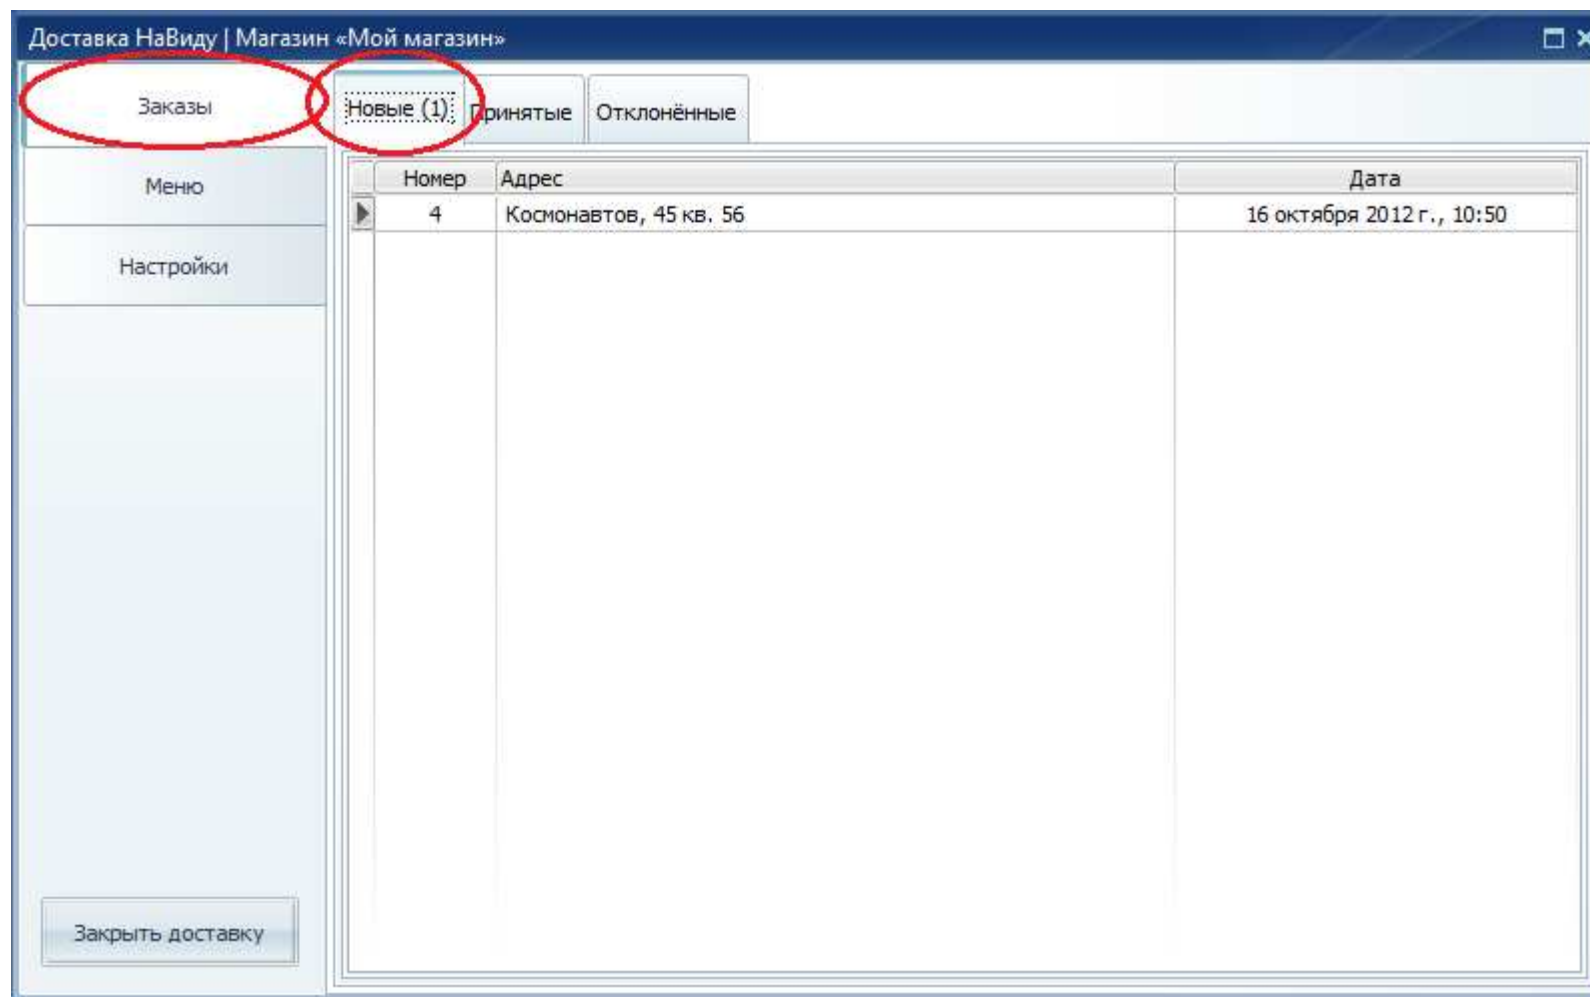 Доставка НаВиду | Магазин «Мой магазин»
Заказы
Новые (1)
Принятые
Отклонённые
Меню
Настройки
Номер Адрес Дата
4 Космонавтов, 45 кв. 56 16 октября 2012 г., 10:50
Закрыть доставку